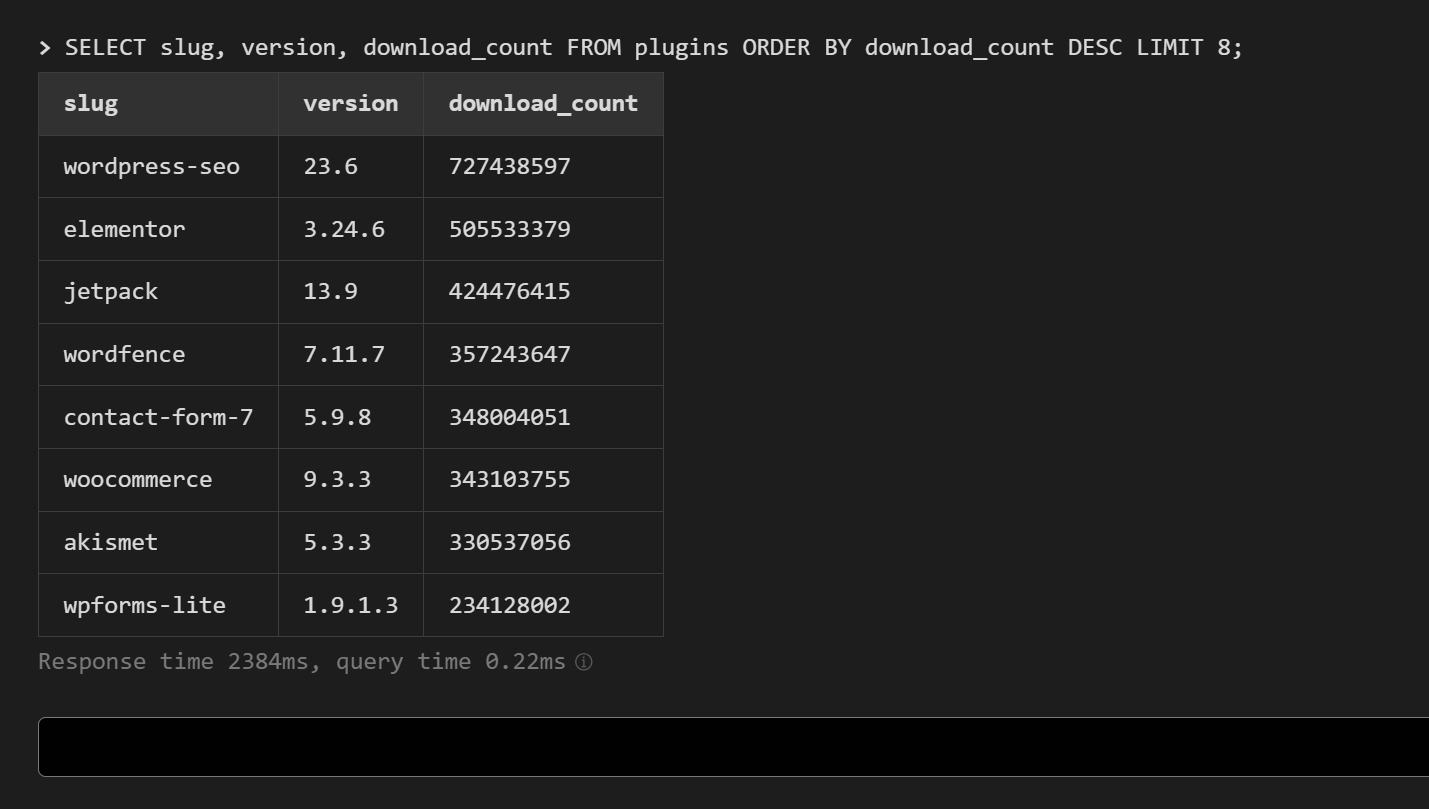 > SELECT slug, version, download_count FROM plugins ORDER BY download_count DESC LIMIT 8;
slug version download_count
wordpress-seo 23.6 727438597
elementor 3.24.6 505533379
jetpack 13.9 424476415
wordfence 7.11.7 357243647
contact-form-7 5.9.8 348004051
woocommerce 9.3.3 343103755
akismet 5.3.3 330537056
wpforms-lite 1.9.1.3 234128002
Response time 2384ms, query time 0.22ms ⓘ